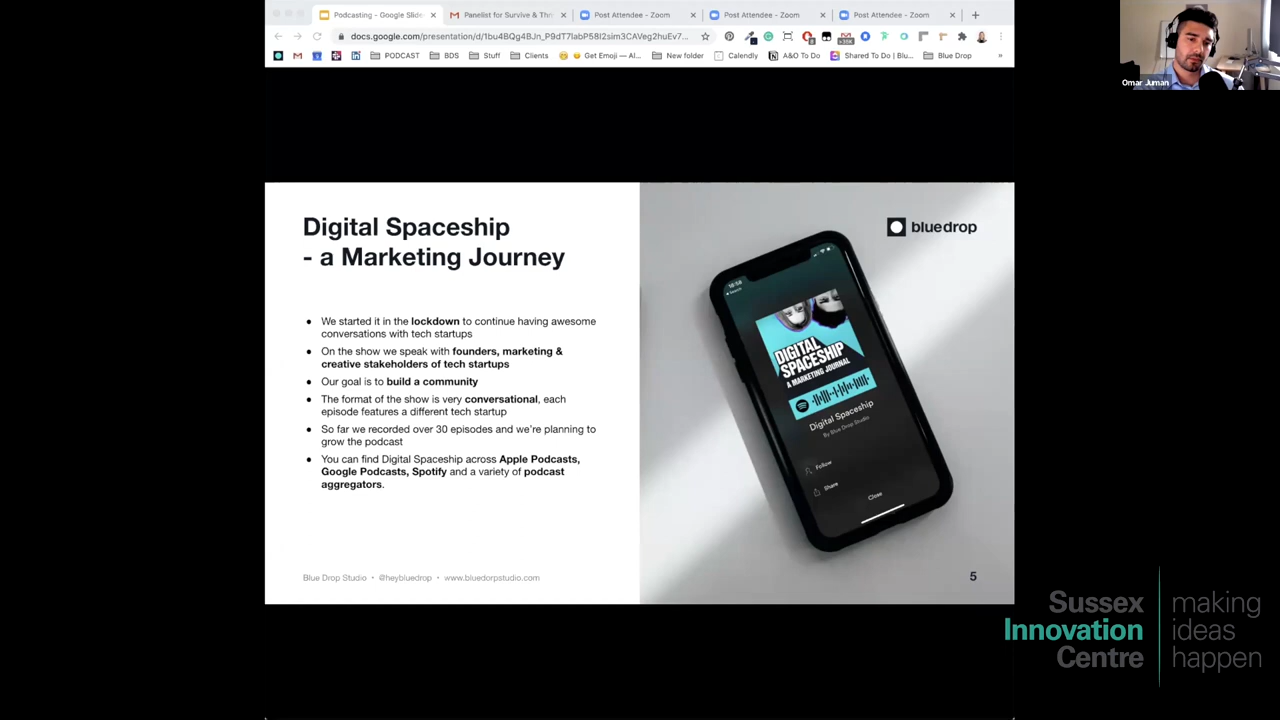 Podcasting - Google Slide
Panelist for Survive & Thr
Post Attendee - Zoom
Post Attendee - Zoom
Post Attendee - Zoom
docs.google.com/presentation/d/1bu4BQg4BJn_P9dT7labP58I2sim3CAVeg2huEv7...
PODCAST
BDS
Stuff
Clients
Get Emoji — Al...
New folder
Calendly
A&O To Do
Shared To Do | Blu...
Blue Drop
»
Omar Juman
Digital Spaceship
- a Marketing Journey
bluedrop
• We started it in the lockdown to continue having awesome
conversations with tech startups
• On the show we speak with founders, marketing &
creative stakeholders of tech startups
• Our goal is to build a community
• The format of the show is very conversational, each
episode features a different tech startup
• So far we recorded over 30 episodes and we're planning to
grow the podcast
• You can find Digital Spaceship across Apple Podcasts,
Google Podcasts, Spotify and a variety of podcast
aggregators.
18:58
Search
DIGITAL
SPACESHIP
A MARKETING JOURNAL
Digital Spaceship
By Blue Drop Studio
Follow
Share
Close
Blue Drop Studio • @heybluedrop • www.bluedorpstudio.com
5
Sussex
Innovation
Centre
making
ideas
happen